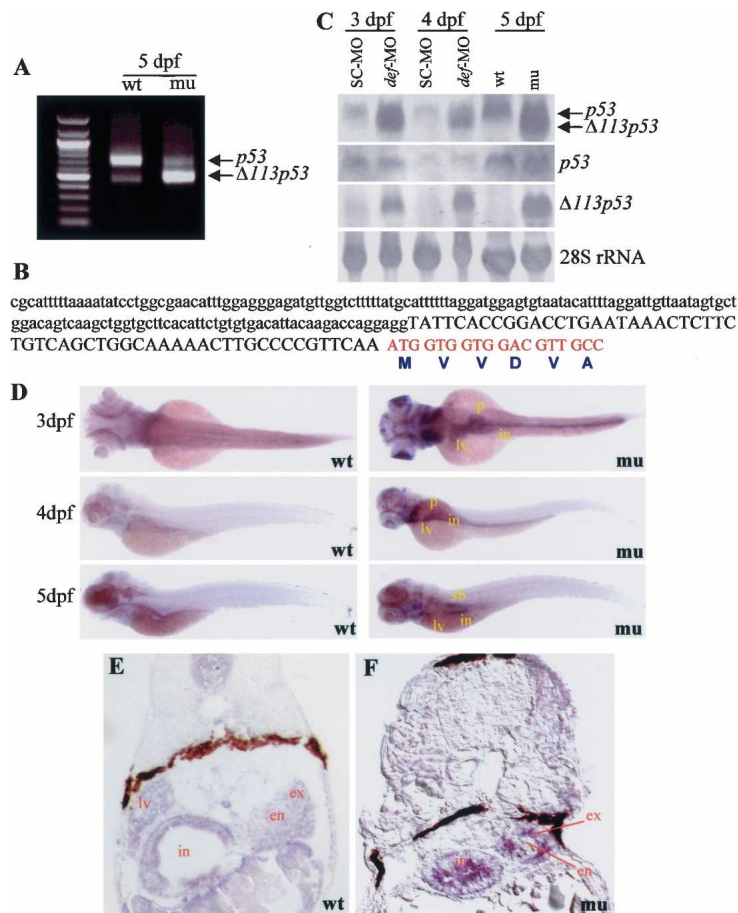 A
5 dpf
wt mu
p53
Δ113p53
C
3 dpf 4 dpf 5 dpf
SC-MO def-MO SC-MO def-MO wt mu
p53
Δ113p53
p53
Δ113p53
28S rRNA
B
cgcatttttaaaatatcctggcgaacatttggagggagatgttggtctttttatgcattttttaggatggagtgtaatacattttaggattgttaatagtgct
ggacagtcaagctggtgcttcacattctgtgtgacattacaagaccaggaggTATTCACCGGACCTGAATAAACTCTTC
TGTCAGCTGGCAAAAACTTGCCCCGTTCAA ATG GTG GTG GAC GTT GCC
M V V D V A
D
3dpf
wt
p
lv
in
mu
4dpf
wt
p
lv
in
mu
5dpf
wt
sb
lv
in
mu
E
lv
ex
en
in
wt
F
ex
en
in
mu